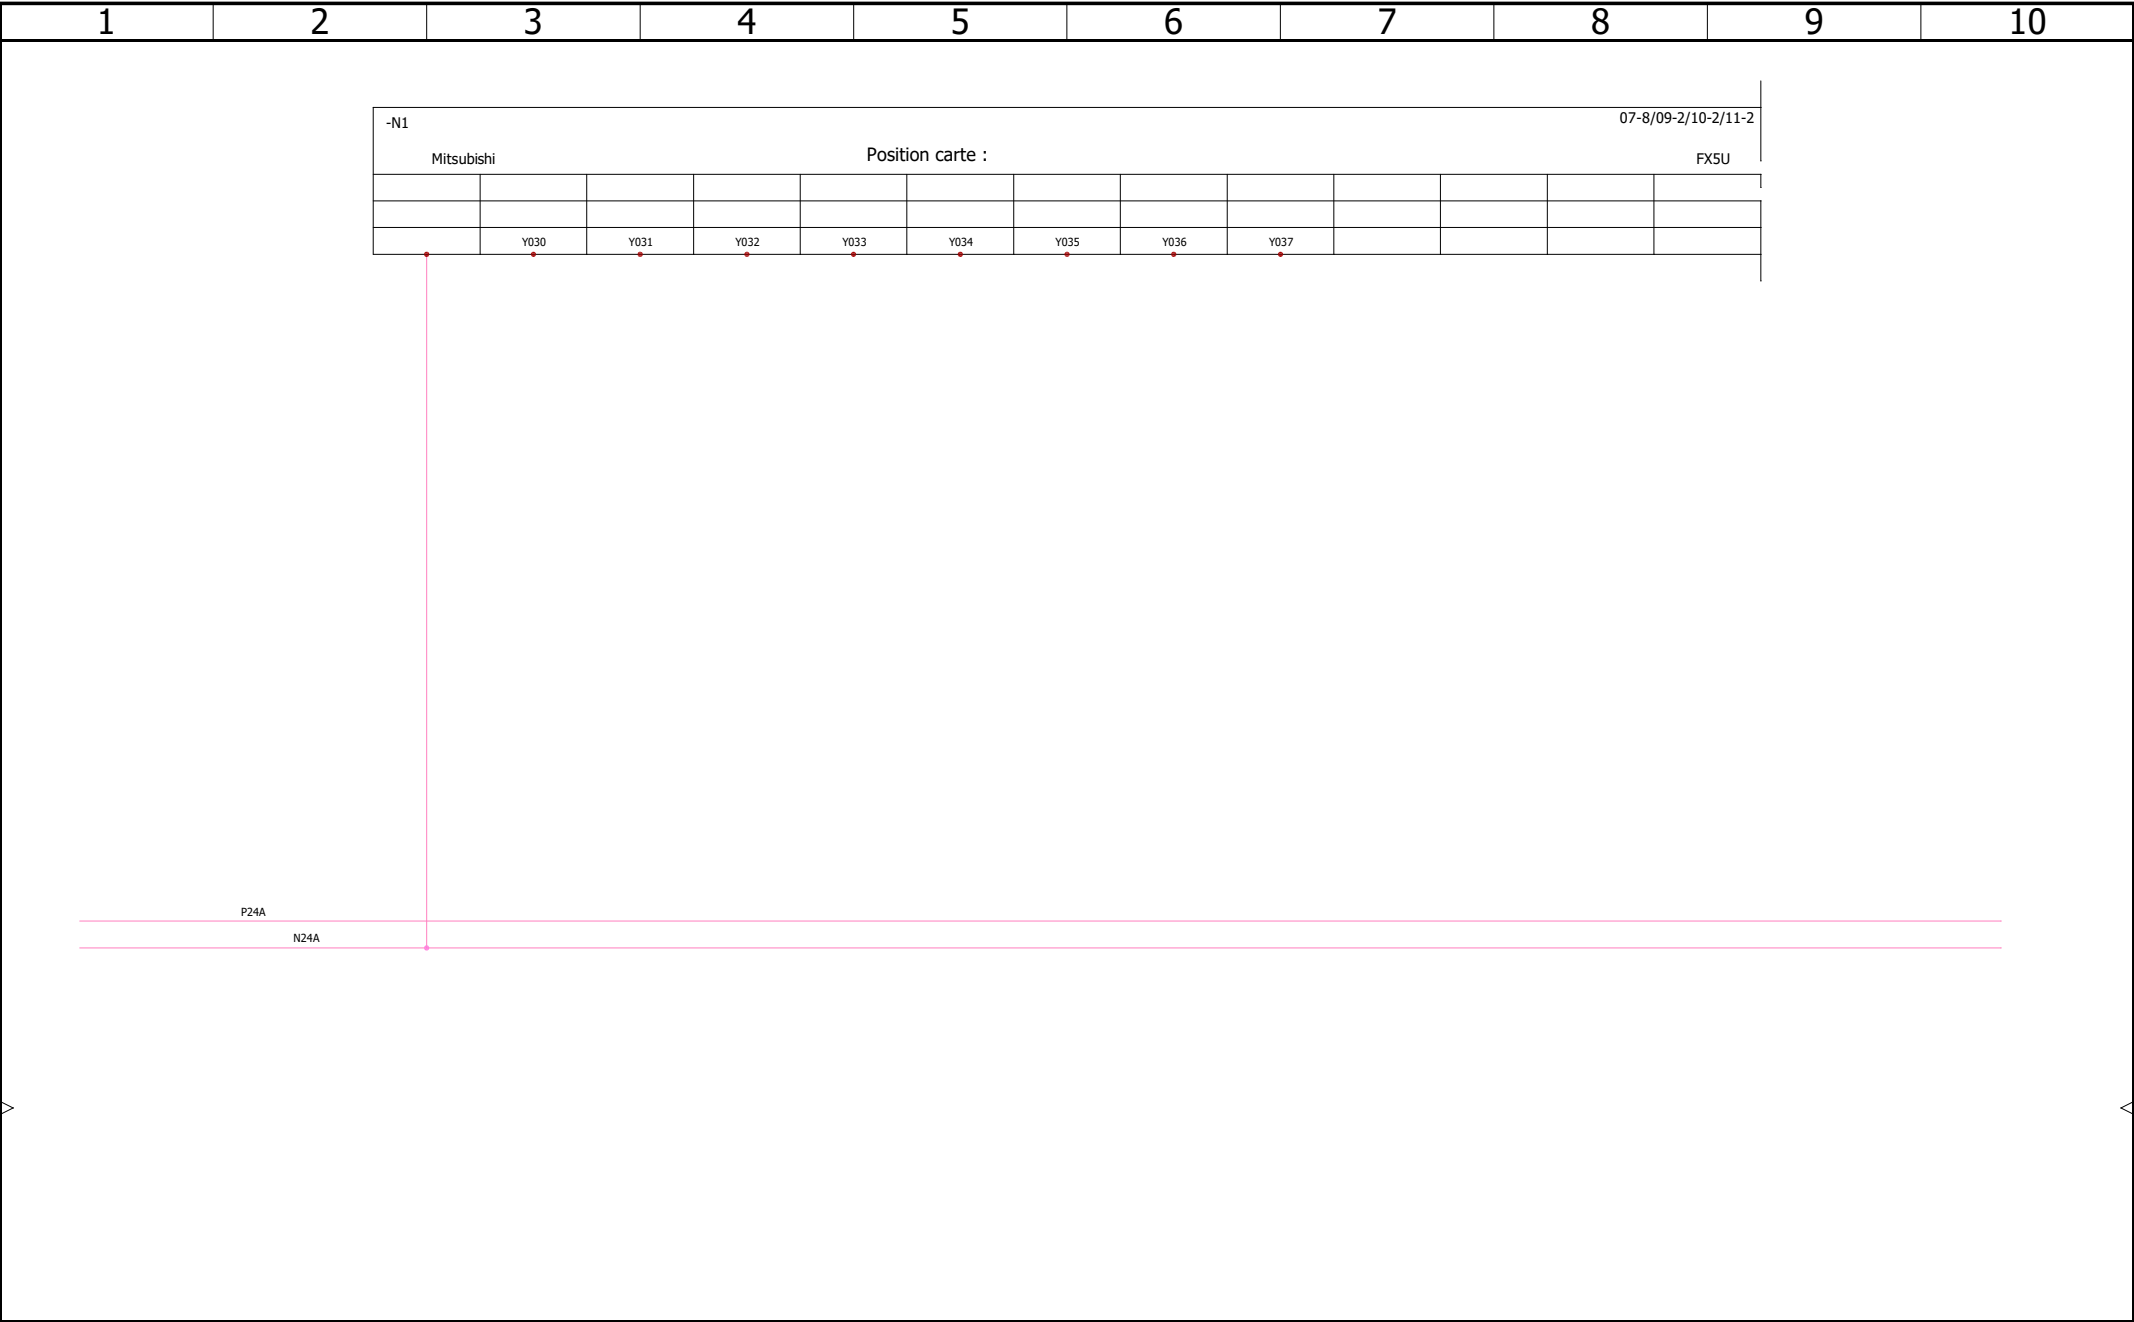 1 2 3 4 5 6 7 8 9 10
-N1 07-8/09-2/10-2/11-2
Mitsubishi Position carte : FX5U
Y030 Y031 Y032 Y033 Y034 Y035 Y036 Y037
P24A
N24A